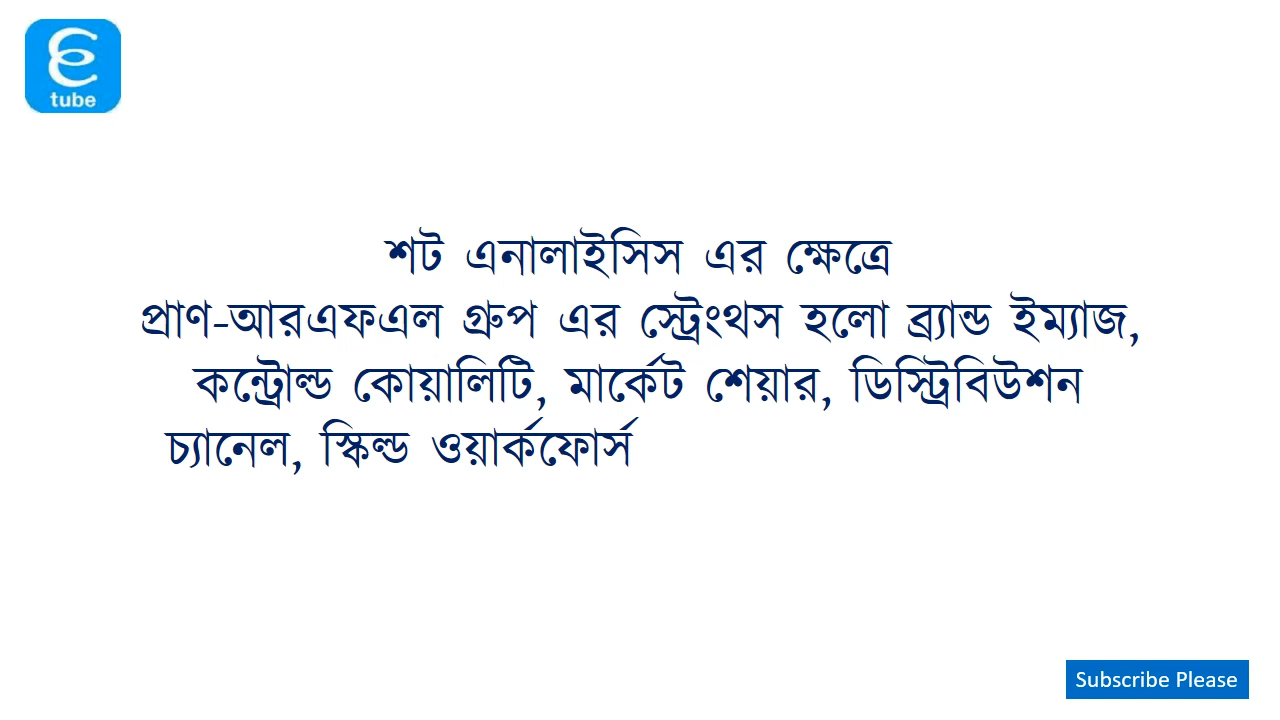 tube
শট এনালাইসিস এর ক্ষেত্রে
প্রাণ-আরএফএল গ্রুপ এর স্ট্রেংথস হলো ব্র্যান্ড ইম্যাজ,
কন্ট্রোল্ড কোয়ালিটি, মার্কেট শেয়ার, ডিস্ট্রিবিউশন
চ্যানেল, স্কিল্ড ওয়ার্কফোর্স
Subscribe Please